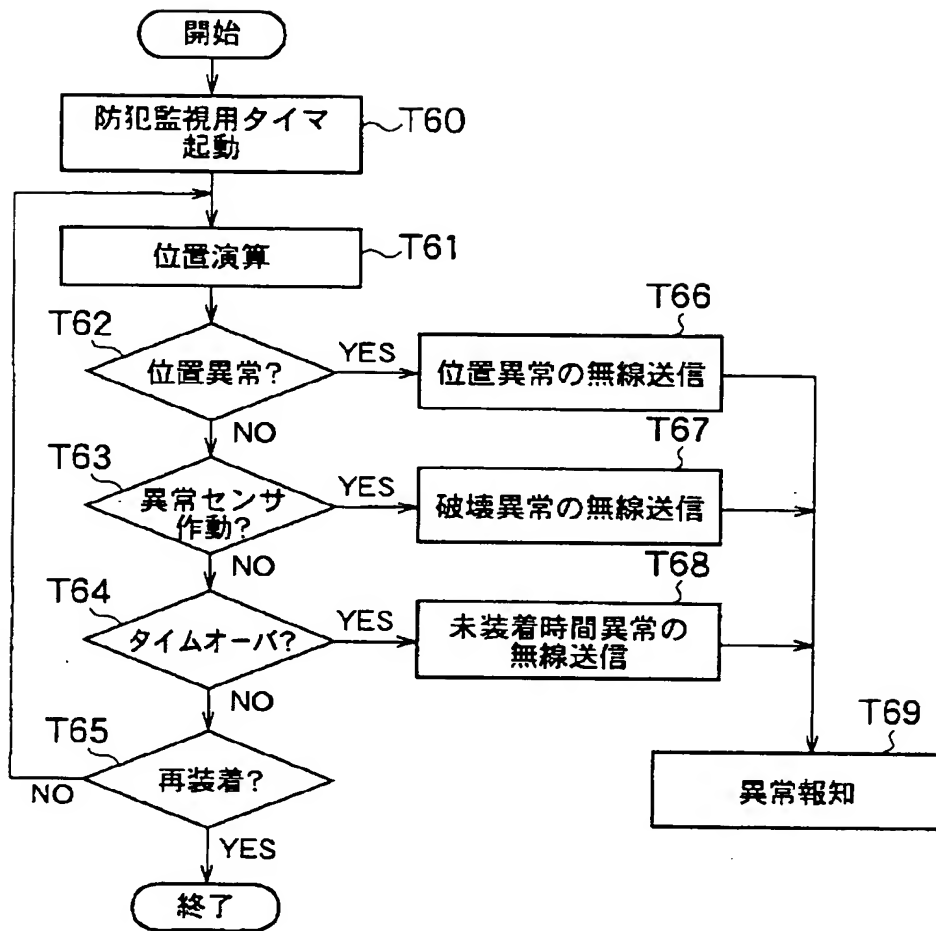 開始
防犯監視用タイマ
起動
T60
位置演算
T61
T62
位置異常?
YES
T66
位置異常の無線送信
NO
T63
異常センサ
作動?
YES
T67
破壊異常の無線送信
NO
T64
タイムオーバ?
YES
T68
未装着時間異常の
無線送信
NO
T65
再装着?
NO
T69
異常報知
YES
終了